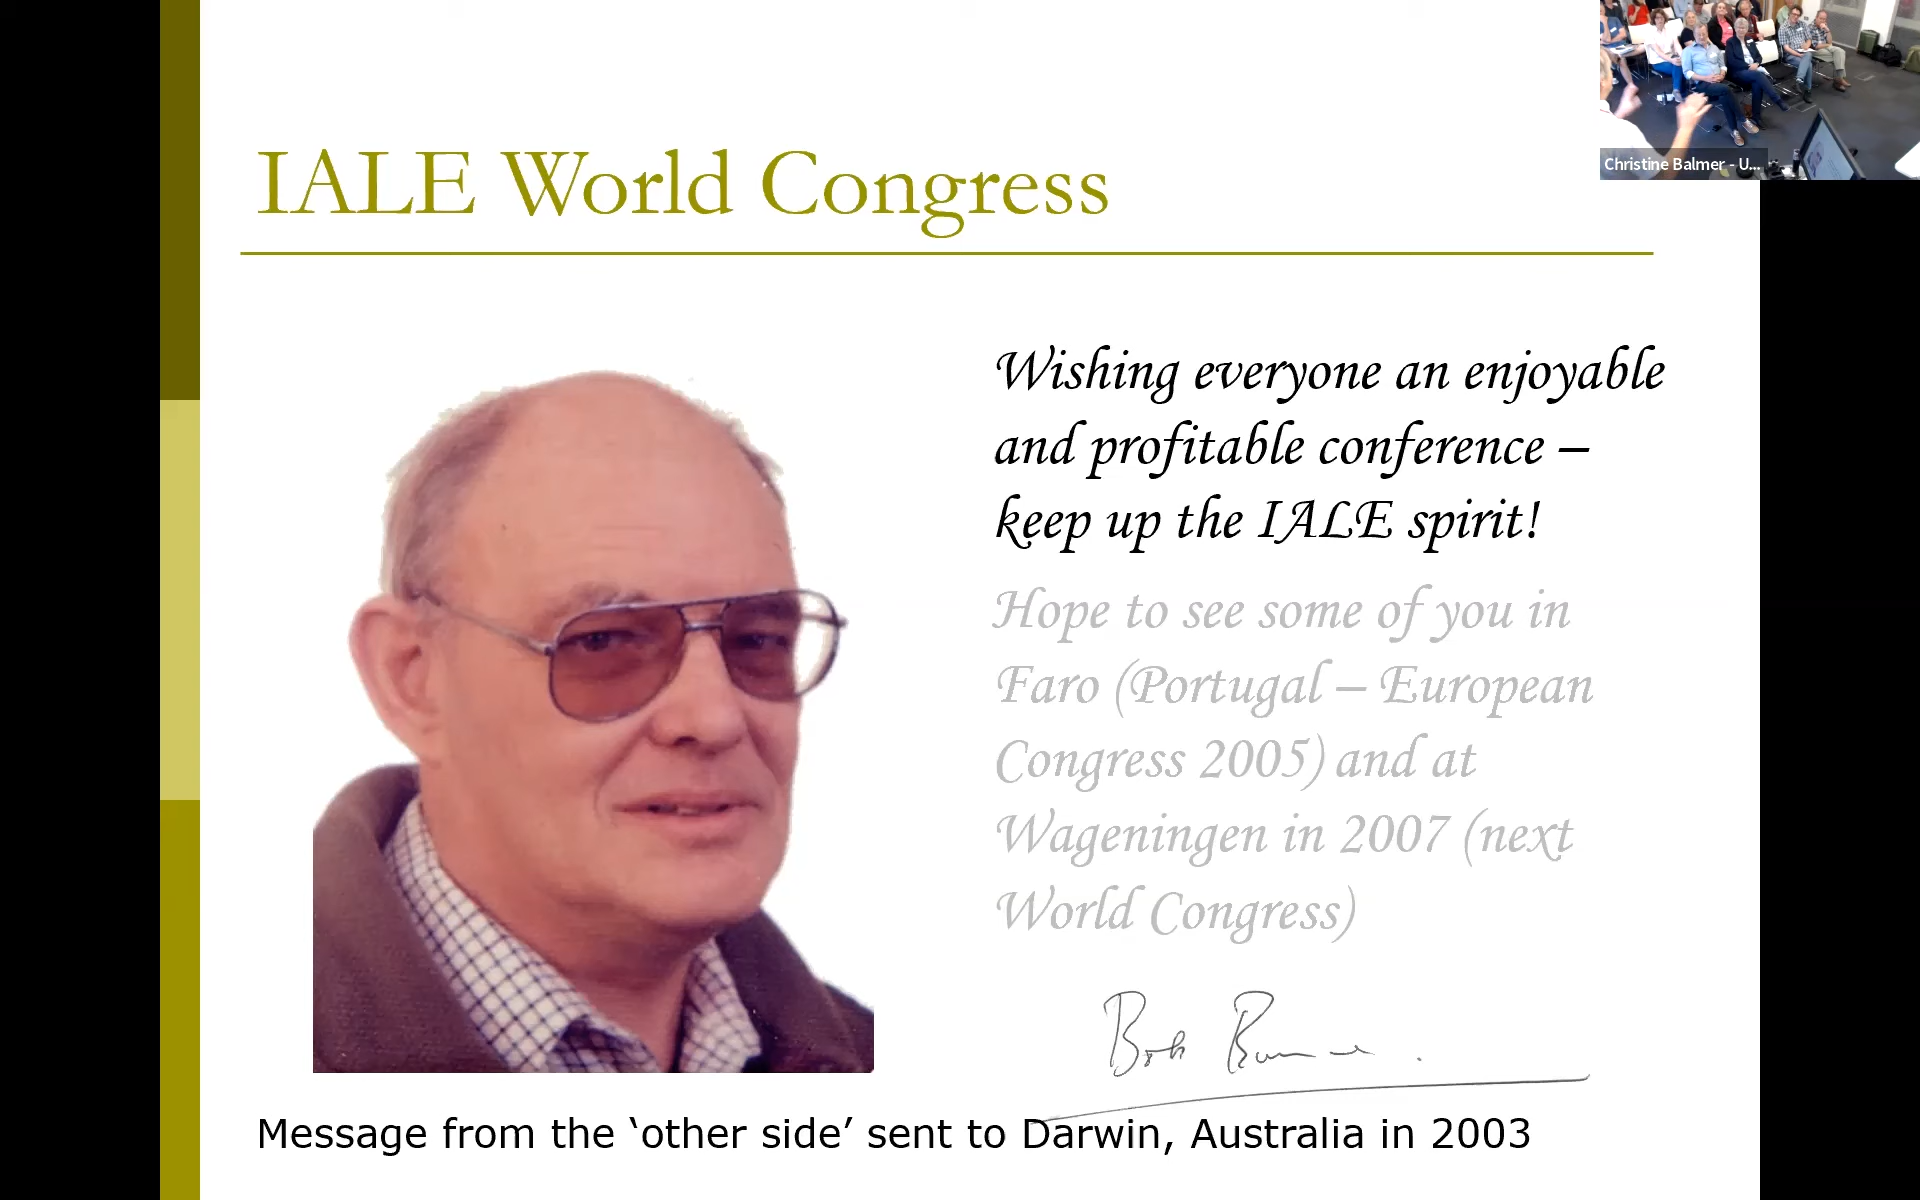 IALE World Congress
Christine Balmer - U...
Wishing everyone an enjoyable
and profitable conference –
keep up the IALE spirit!
Hope to see some of you in
Faro (Portugal – European
Congress 2005) and at
Wageningen in 2007 (next
World Congress)
Bob
Message from the ‘other side’ sent to Darwin, Australia in 2003